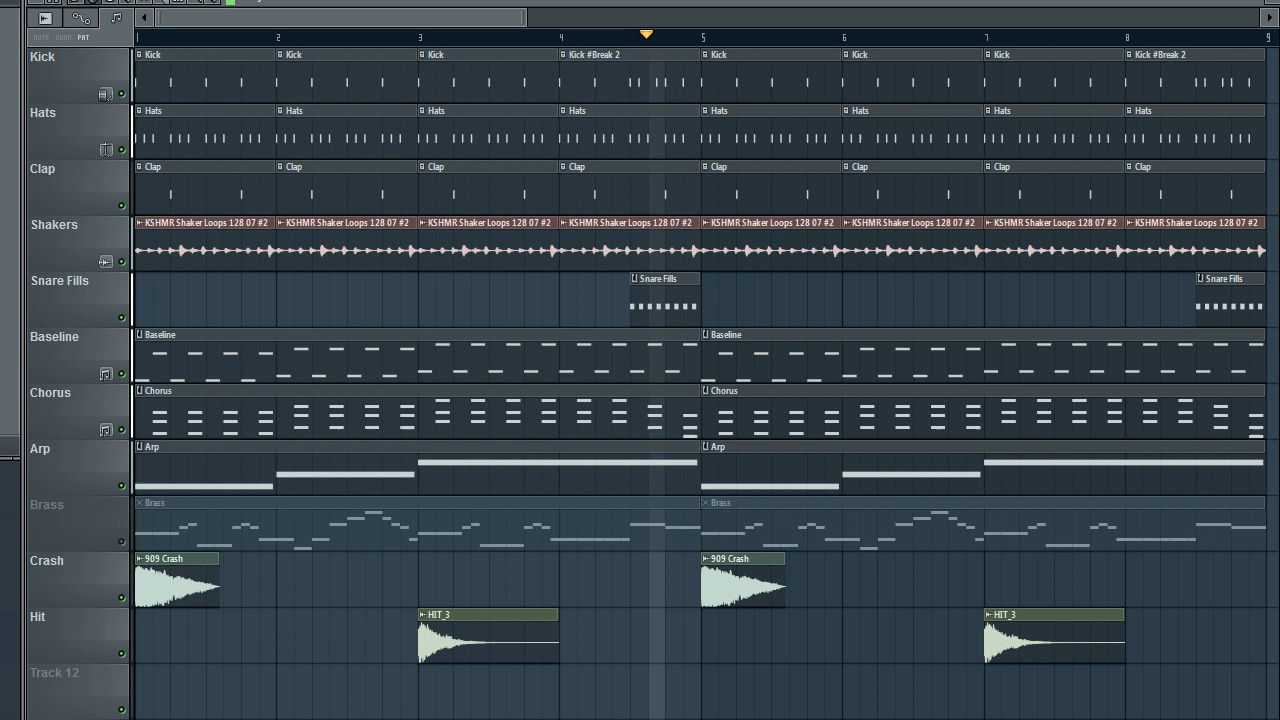 NOTE CHAN PAT
1 2 3 4 5 6 7 8 9
Kick
Kick Kick Kick Kick #Break 2 Kick Kick Kick Kick #Break 2
Hats
Hats Hats Hats Hats Hats Hats Hats Hats
Clap
Clap Clap Clap Clap Clap Clap Clap Clap
Shakers
KSHMR Shaker Loops 128 07 #2 KSHMR Shaker Loops 128 07 #2 KSHMR Shaker Loops 128 07 #2 KSHMR Shaker Loops 128 07 #2 KSHMR Shaker Loops 128 07 #2 KSHMR Shaker Loops 128 07 #2 KSHMR Shaker Loops 128 07 #2 KSHMR Shaker Loops 128 07 #2
Snare Fills
Snare Fills Snare Fills
Baseline
Baseline Baseline
Chorus
Chorus Chorus
Arp
Arp Arp
Brass
Brass Brass
Crash
909 Crash 909 Crash
Hit
HIT_3 HIT_3
Track 12